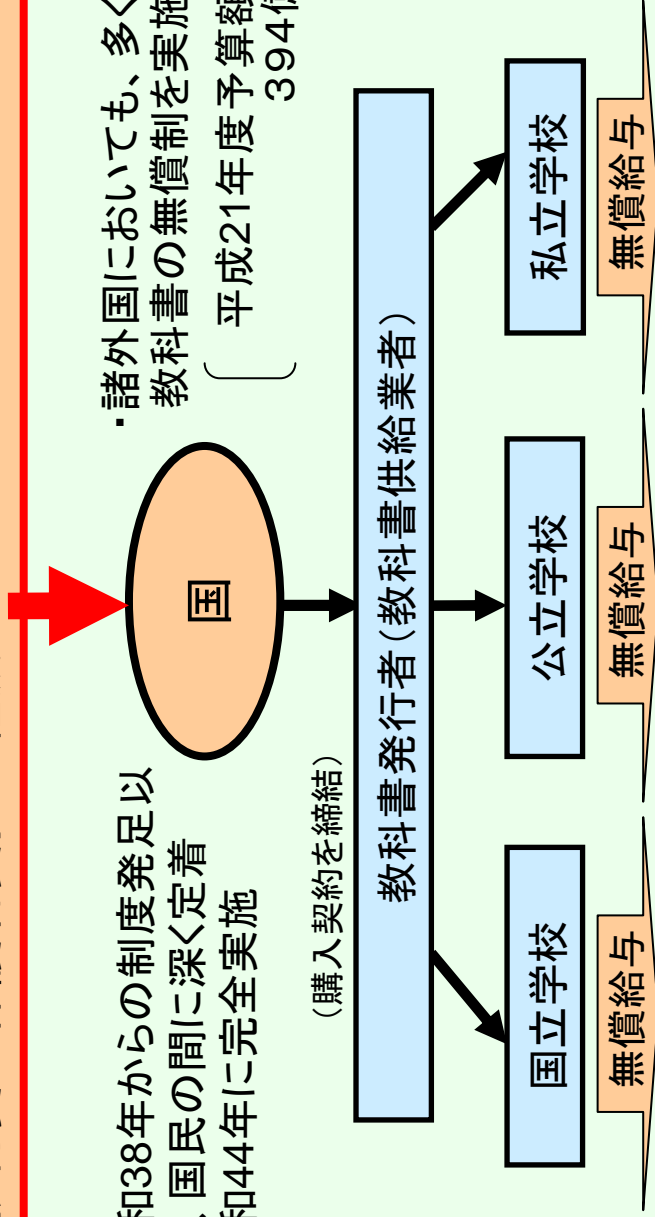 和38年からの制度発足以
、国民の間に深く定着
和44年に完全実施
・諸外国においても、多く
教科書の無償制を実施
平成21年度予算額
394億
国
（購入契約を締結）
教科書発行者（教科書供給業者）
国立学校
公立学校
私立学校
無償給与
無償給与
無償給与